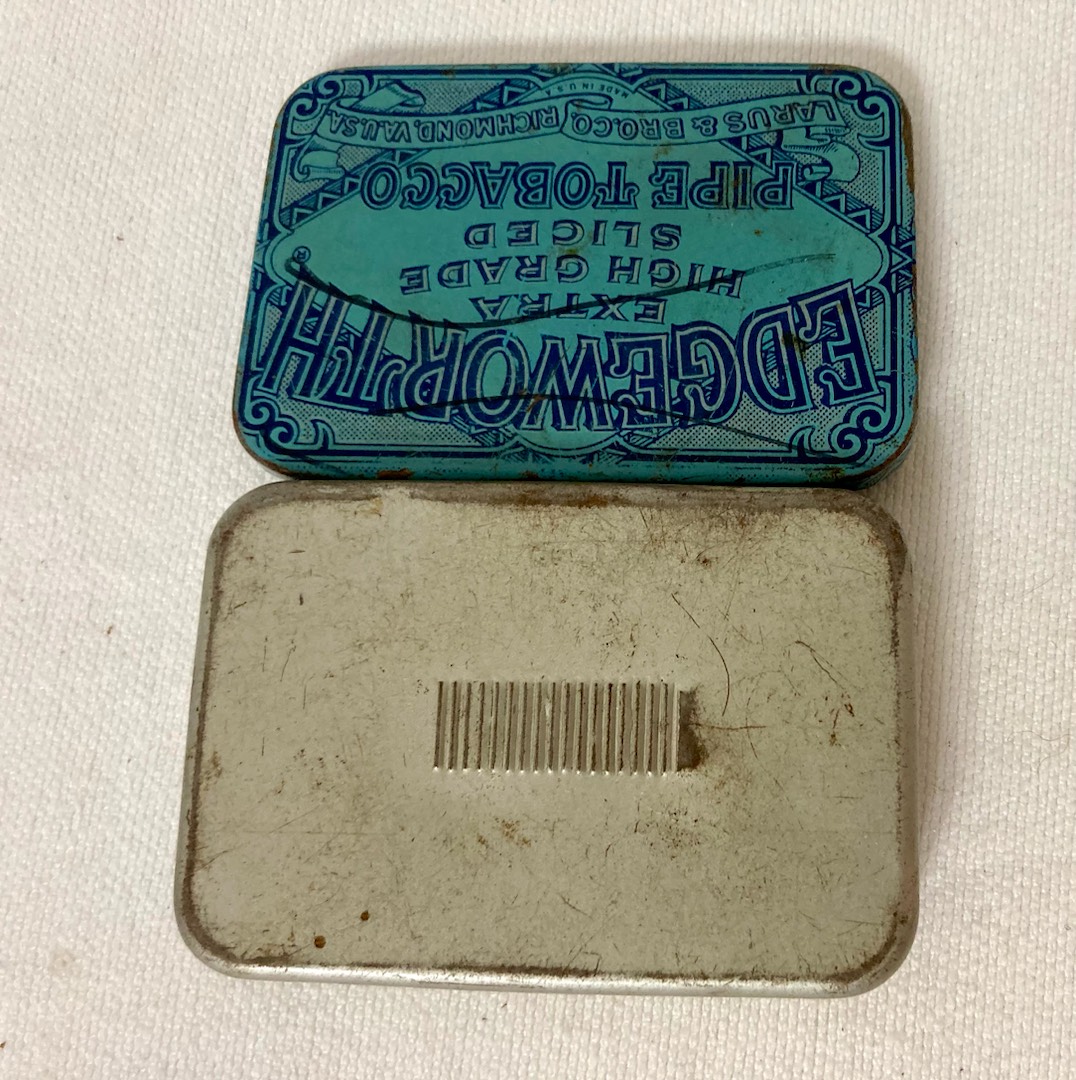 EDGEWORTH
®
EXTRA
HIGH GRADE
SLICED
PIPE TOBACCO
LARUS & BRO.CO. RICHMOND, VA.U.S.A.
MADE IN U.S.A.